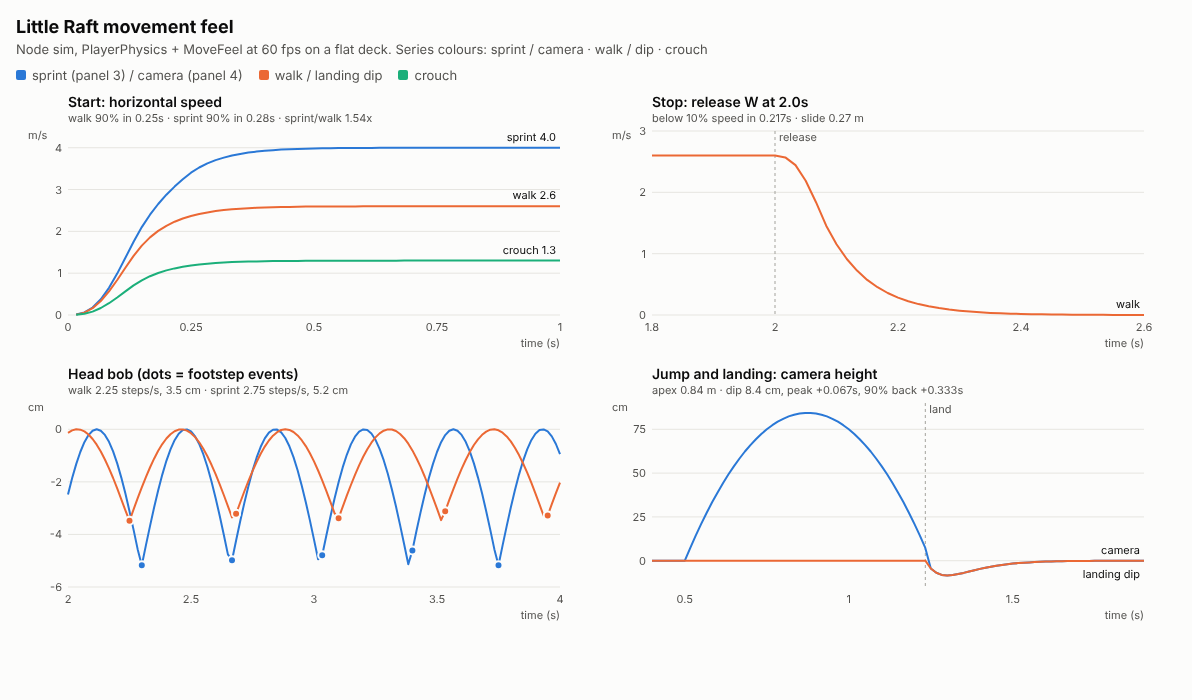 Little Raft movement feel
Node sim, PlayerPhysics + MoveFeel at 60 fps on a flat deck. Series colours: sprint / camera · walk / dip · crouch
sprint (panel 3) / camera (panel 4) walk / landing dip crouch
Start: horizontal speed
walk 90% in 0.25s · sprint 90% in 0.28s · sprint/walk 1.54x
m/s
4
3
2
1
0
sprint 4.0
walk 2.6
crouch 1.3
0 0.25 0.5 0.75 1
time (s)
Stop: release W at 2.0s
below 10% speed in 0.217s · slide 0.27 m
m/s
3
2
1
0
release
walk
1.8 2 2.2 2.4 2.6
time (s)
Head bob (dots = footstep events)
walk 2.25 steps/s, 3.5 cm · sprint 2.75 steps/s, 5.2 cm
cm
0
-2
-4
-6
2 2.5 3 3.5 4
time (s)
Jump and landing: camera height
apex 0.84 m · dip 8.4 cm, peak +0.067s, 90% back +0.333s
cm
75
50
25
0
land
camera
landing dip
0.5 1 1.5
time (s)